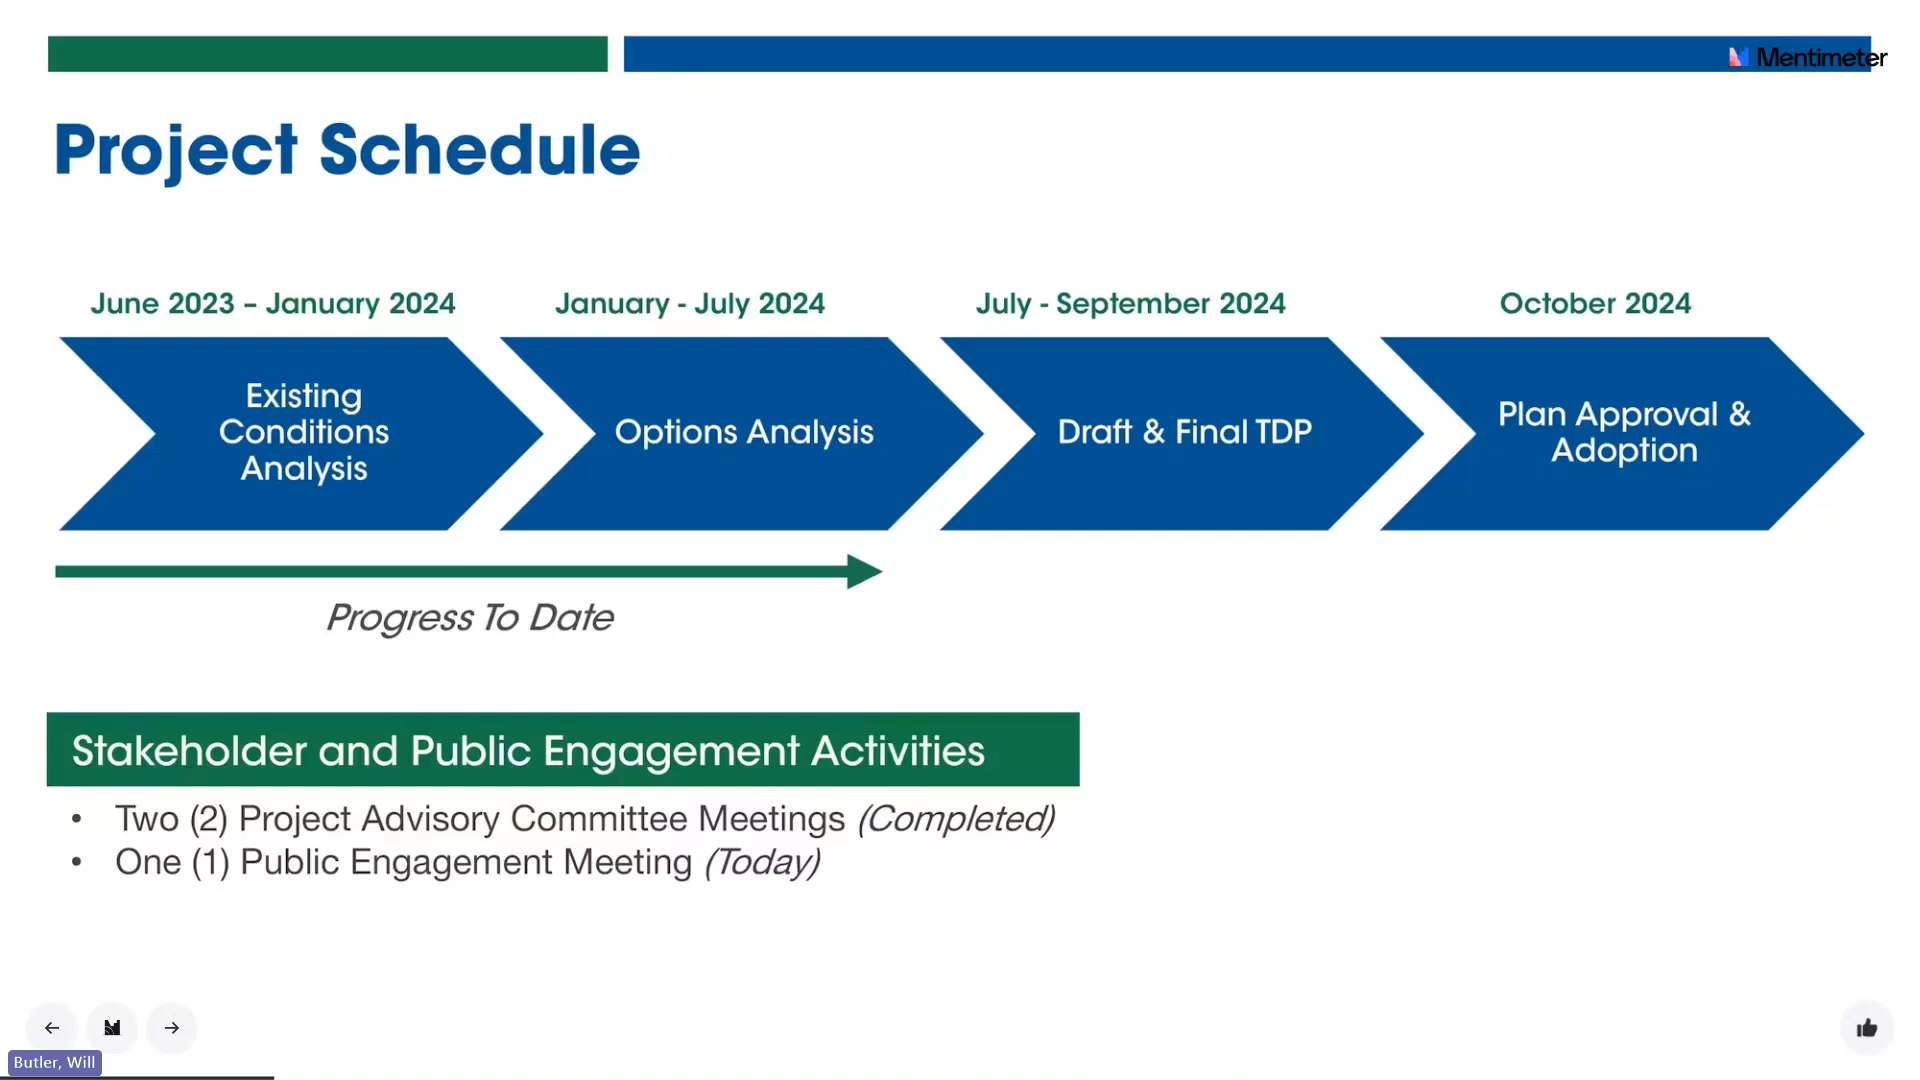 Mentimeter
Project Schedule
June 2023 – January 2024
January - July 2024
July - September 2024
October 2024
Existing
Conditions
Analysis
Options Analysis
Draft & Final TDP
Plan Approval &
Adoption
Progress To Date
Stakeholder and Public Engagement Activities
• Two (2) Project Advisory Committee Meetings (Completed)
• One (1) Public Engagement Meeting (Today)
Butler, Will